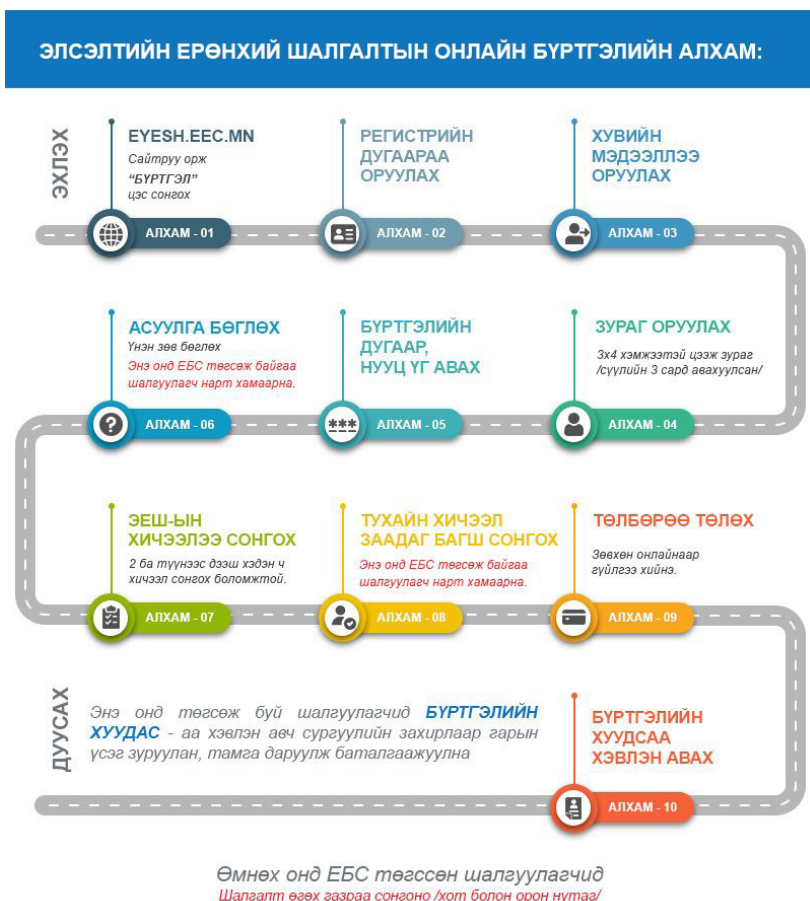 ЭЛСЭЛТИЙН ЕРӨНХИЙ ШАЛГАЛТЫН ОНЛАЙН БҮРТГЭЛИЙН АЛХАМ:
ЭХЛЭХ
EYESH.EEC.MN
Сайтруу орж
“БҮРТГЭЛ”
цэс сонгох
АЛХАМ - 01
РЕГИСТРИЙН
ДУГААРАА
ОРУУЛАХ
АЛХАМ - 02
ХУВИЙН
МЭДЭЭЛЛЭЭ
ОРУУЛАХ
АЛХАМ - 03
ЗУРАГ ОРУУЛАХ
3x4 хэмжээтэй цээж зураг
/сүүлийн 3 сард авахуулсан/
АЛХАМ - 04
БҮРТГЭЛИЙН
ДУГААР,
НУУЦ ҮГ АВАХ
***
АЛХАМ - 05
АСУУЛГА БӨГЛӨХ
Үнэн зөв бөглөх
Энэ онд ЕБС төгсөж байгаа
шалгуулагч нарт хамаарна.
?
АЛХАМ - 06
ЭЕШ-ЫН
ХИЧЭЭЛЭЭ СОНГОХ
2 ба түүнээс дээш хэдэн ч
хичээл сонгох боломжтой.
АЛХАМ - 07
ТУХАЙН ХИЧЭЭЛ
ЗААДАГ БАГШ СОНГОХ
Энэ онд ЕБС төгсөж байгаа
шалгуулагч нарт хамаарна.
АЛХАМ - 08
ТӨЛБӨРӨӨ ТӨЛӨХ
Зөвхөн онлайнаар
гүйлгээ хийнэ.
АЛХАМ - 09
БҮРТГЭЛИЙН
ХУУДСАА
ХЭВЛЭН АВАХ
АЛХАМ - 10
ДУУСАХ
Энэ онд төгсөж буй шалгуулагчид БҮРТГЭЛИЙН
ХУУДАС - аа хэвлэн авч сургуулийн захирлаар гарын
үсэг зуруулан, тамга даруулж баталгаажуулна
Өмнөх онд ЕБС төгссөн шалгуулагчид
Шалгалт өгөх газраа сонгоно /хот болон орон нутаг/